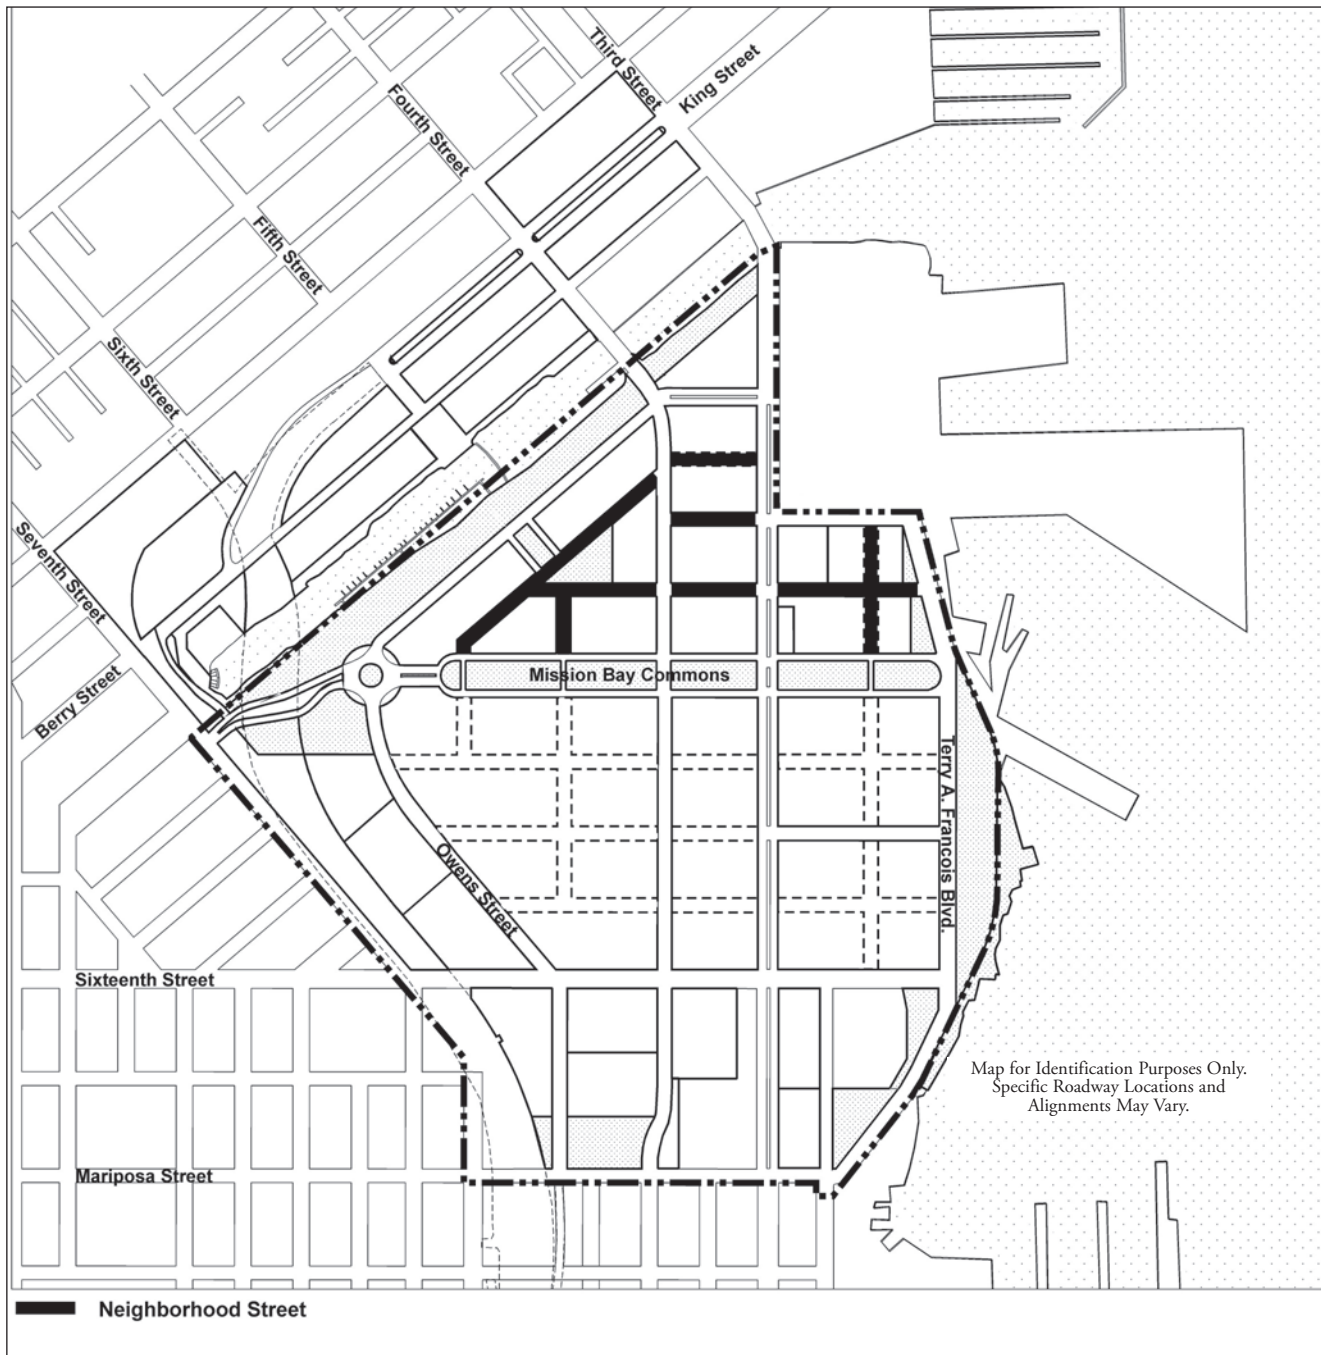 Third Street
King Street
Fourth Street
Fifth Street
Sixth Street
Seventh Street
Berry Street
Mission Bay Commons
Terry A. Francois Blvd.
Owens Street
Sixteenth Street
Map for Identification Purposes Only.
Specific Roadway Locations and
Alignments May Vary.
Mariposa Street
Neighborhood Street